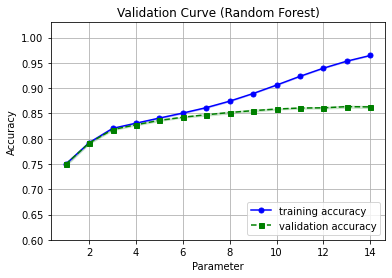 Validation Curve (Random Forest)
1.00
0.95
0.90
0.85
0.80
0.75
0.70
0.65
0.60
Accuracy
2 4 6 8 10 12 14
Parameter
training accuracy
validation accuracy